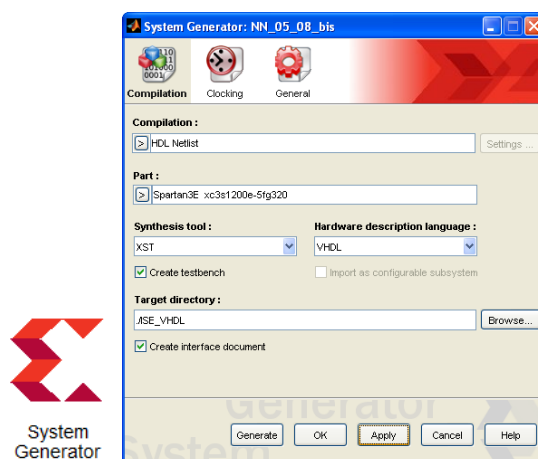 System Generator: NN_05_08_bis
Compilation
Clocking
General
Compilation :
> HDL Netlist
Settings ...
Part :
> Spartan3E xc3s1200e-5fg320
Synthesis tool :
Hardware description language :
XST
VHDL
Create testbench
Import as configurable subsystem
Target directory :
./ISE_VHDL
Browse...
Create interface document
Generator
System
Generate
OK
Apply
Cancel
Help
System
Generator